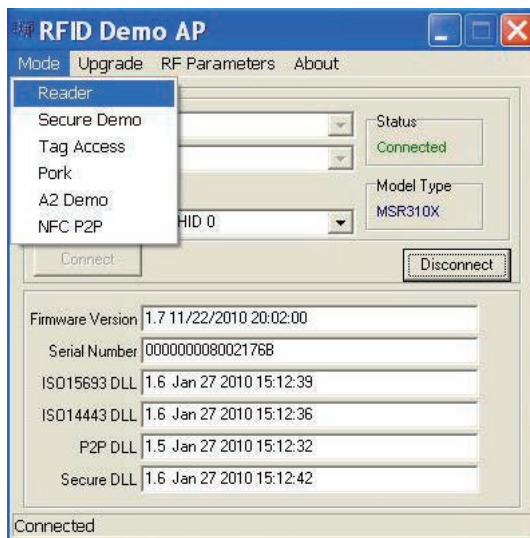 RFID Demo AP
Mode Upgrade RF Parameters About
Reader
Secure Demo
Tag Access
Pork
A2 Demo
NFC P2P
HID 0
Status
Connected
Model Type
MSR310X
Connect
Disconnect
Firmware Version 1.7 11/22/2010 20:02:00
Serial Number 000000008002176B
ISO15693 DLL 1.6 Jan 27 2010 15:12:39
ISO14443 DLL 1.6 Jan 27 2010 15:12:36
P2P DLL 1.5 Jan 27 2010 15:12:32
Secure DLL 1.6 Jan 27 2010 15:12:42
Connected